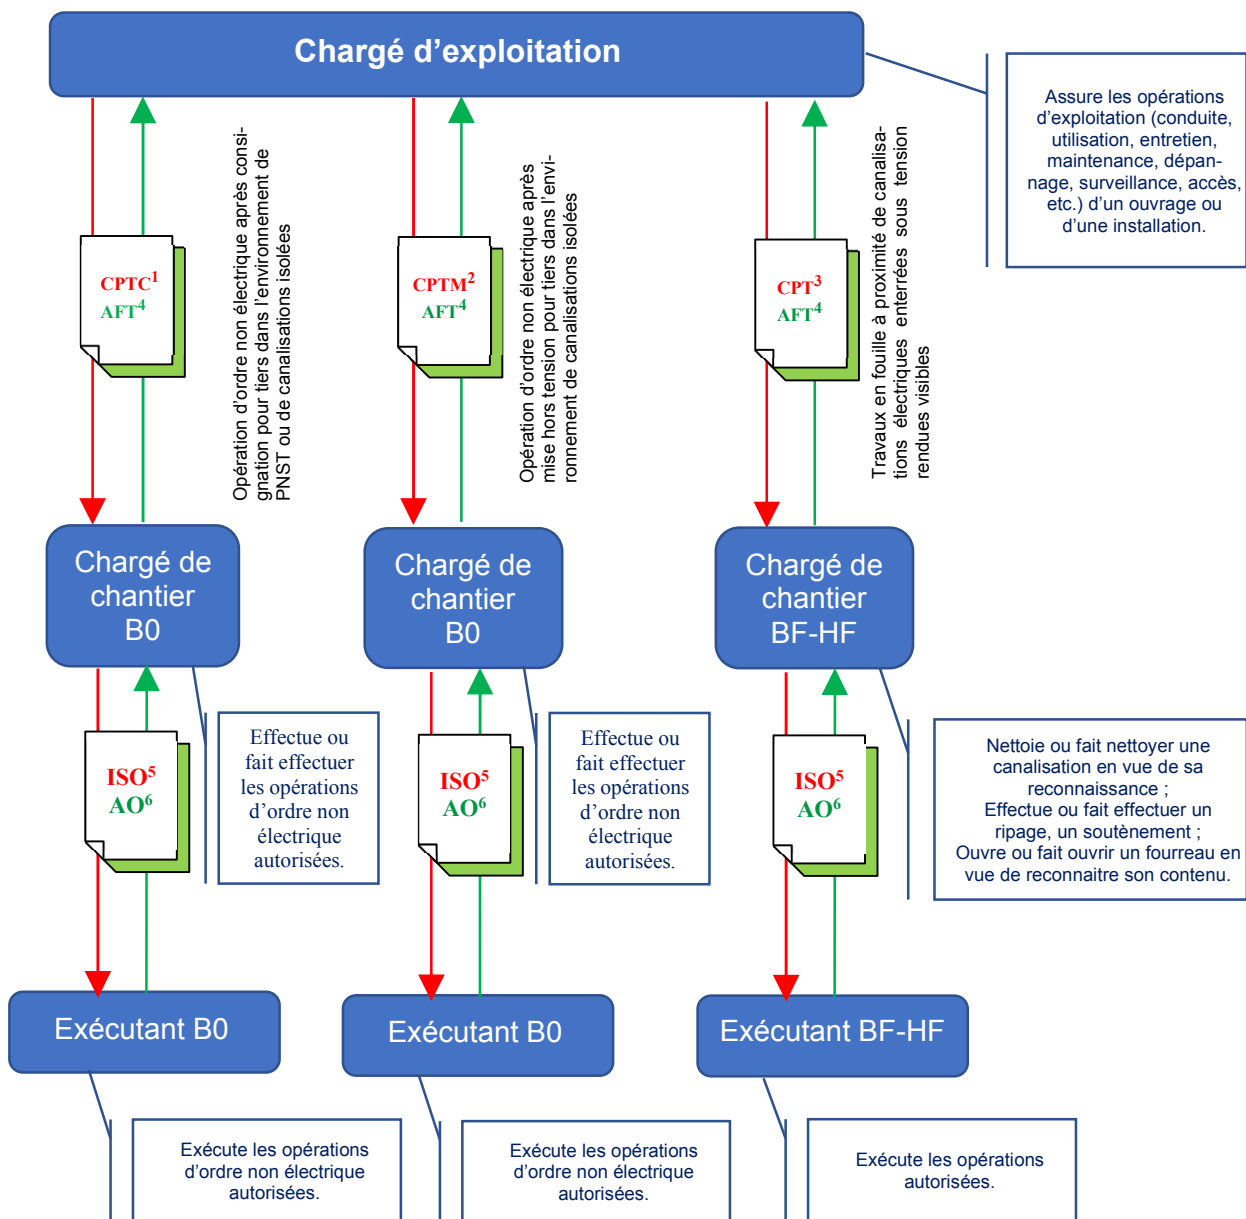 Chargé d’exploitation
Assure les opérations
d’exploitation (conduite,
utilisation, entretien,
maintenance, dépan-
nage, surveillance, accès,
etc.) d’un ouvrage ou
d’une installation.
CPTC¹
AFT⁴
Opération d’ordre non électrique après consi-
gnation pour tiers dans l’environnement de
PNST ou de canalisations isolées
CPTM²
AFT⁴
Opération d’ordre non électrique après
mise hors tension pour tiers dans l’envi-
ronnement de canalisations isolées
CPT³
AFT⁴
Travaux en fouille à proximité de canalisa-
tions électriques enterrées sous tension
rendues visibles
Chargé de
chantier
B0
Chargé de
chantier
B0
Chargé de
chantier
BF-HF
ISO⁵
AO⁶
Effectue ou
fait effectuer
les opérations
d’ordre non
électrique
autorisées.
ISO⁵
AO⁶
Effectue ou
fait effectuer
les opérations
d’ordre non
électrique
autorisées.
ISO⁵
AO⁶
Nettoie ou fait nettoyer une
canalisation en vue de sa
reconnaissance ;
Effectue ou fait effectuer un
ripage, un soutènement ;
Ouvre ou fait ouvrir un fourreau en
vue de reconnaitre son contenu.
Exécutant B0
Exécutant B0
Exécutant BF-HF
Exécute les opérations
d’ordre non électrique
autorisées.
Exécute les opérations
d’ordre non électrique
autorisées.
Exécute les opérations
autorisées.